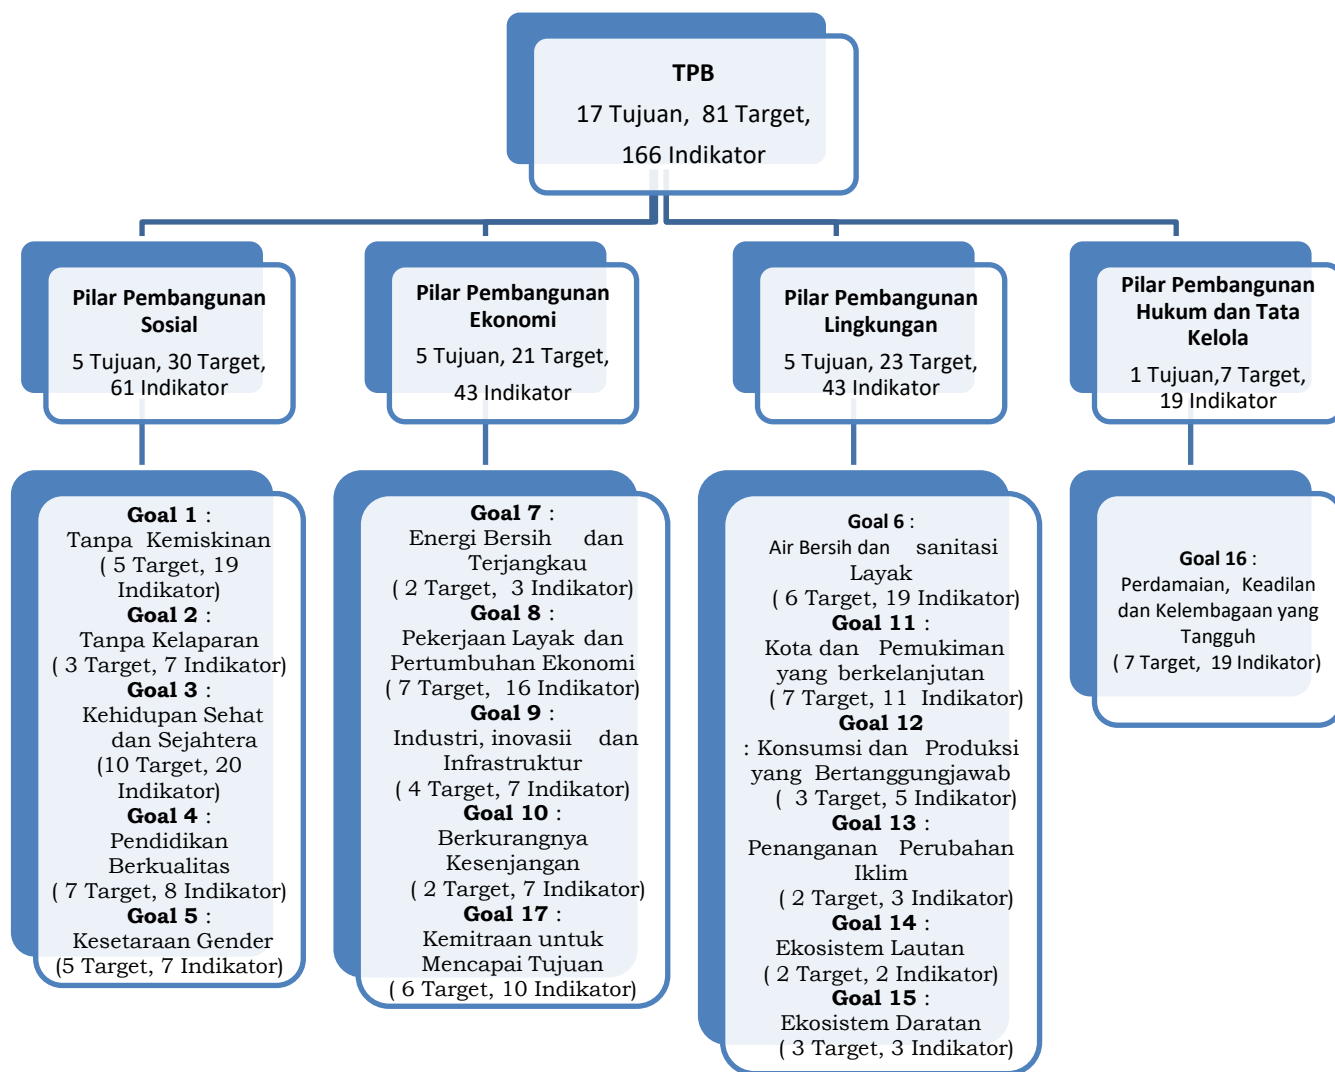 TPB
17 Tujuan, 81 Target,
166 Indikator
Pilar Pembangunan
Sosial
5 Tujuan, 30 Target,
61 Indikator
Pilar Pembangunan
Ekonomi
5 Tujuan, 21 Target,
43 Indikator
Pilar Pembangunan
Lingkungan
5 Tujuan, 23 Target,
43 Indikator
Pilar Pembangunan
Hukum dan Tata
Kelola
1 Tujuan,7 Target,
19 Indikator
Goal 1 :
Tanpa Kemiskinan
( 5 Target, 19
Indikator)
Goal 2 :
Tanpa Kelaparan
( 3 Target, 7 Indikator)
Goal 3 :
Kehidupan Sehat
dan Sejahtera
(10 Target, 20
Indikator)
Goal 4 :
Pendidikan
Berkualitas
( 7 Target, 8 Indikator)
Goal 5 :
Kesetaraan Gender
(5 Target, 7 Indikator)
Goal 7 :
Energi Bersih dan
Terjangkau
( 2 Target, 3 Indikator)
Goal 8 :
Pekerjaan Layak dan
Pertumbuhan Ekonomi
( 7 Target, 16 Indikator)
Goal 9 :
Industri, inovasii dan
Infrastruktur
( 4 Target, 7 Indikator)
Goal 10 :
Berkurangnya
Kesenjangan
( 2 Target, 7 Indikator)
Goal 17 :
Kemitraan untuk
Mencapai Tujuan
( 6 Target, 10 Indikator)
Goal 6 :
Air Bersih dan sanitasi
Layak
( 6 Target, 19 Indikator)
Goal 11 :
Kota dan Pemukiman
yang berkelanjutan
( 7 Target, 11 Indikator)
Goal 12
: Konsumsi dan Produksi
yang Bertanggungjawab
( 3 Target, 5 Indikator)
Goal 13 :
Penanganan Perubahan
Iklim
( 2 Target, 3 Indikator)
Goal 14 :
Ekosistem Lautan
( 2 Target, 2 Indikator)
Goal 15 :
Ekosistem Daratan
( 3 Target, 3 Indikator)
Goal 16 :
Perdamaian, Keadilan
dan Kelembagaan yang
Tangguh
( 7 Target, 19 Indikator)